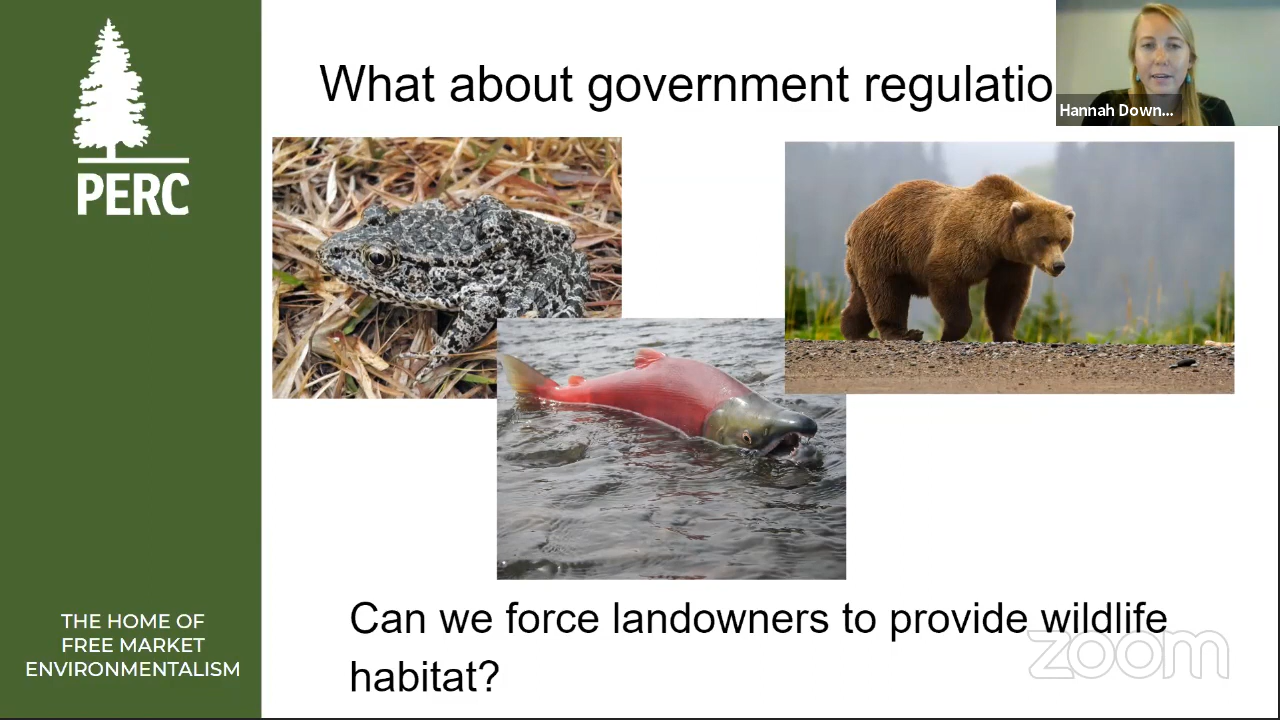 What about government regulatio
Hannah Down...
PERC
Can we force landowners to provide wildlife
habitat?
THE HOME OF
FREE MARKET
ENVIRONMENTALISM
zoom